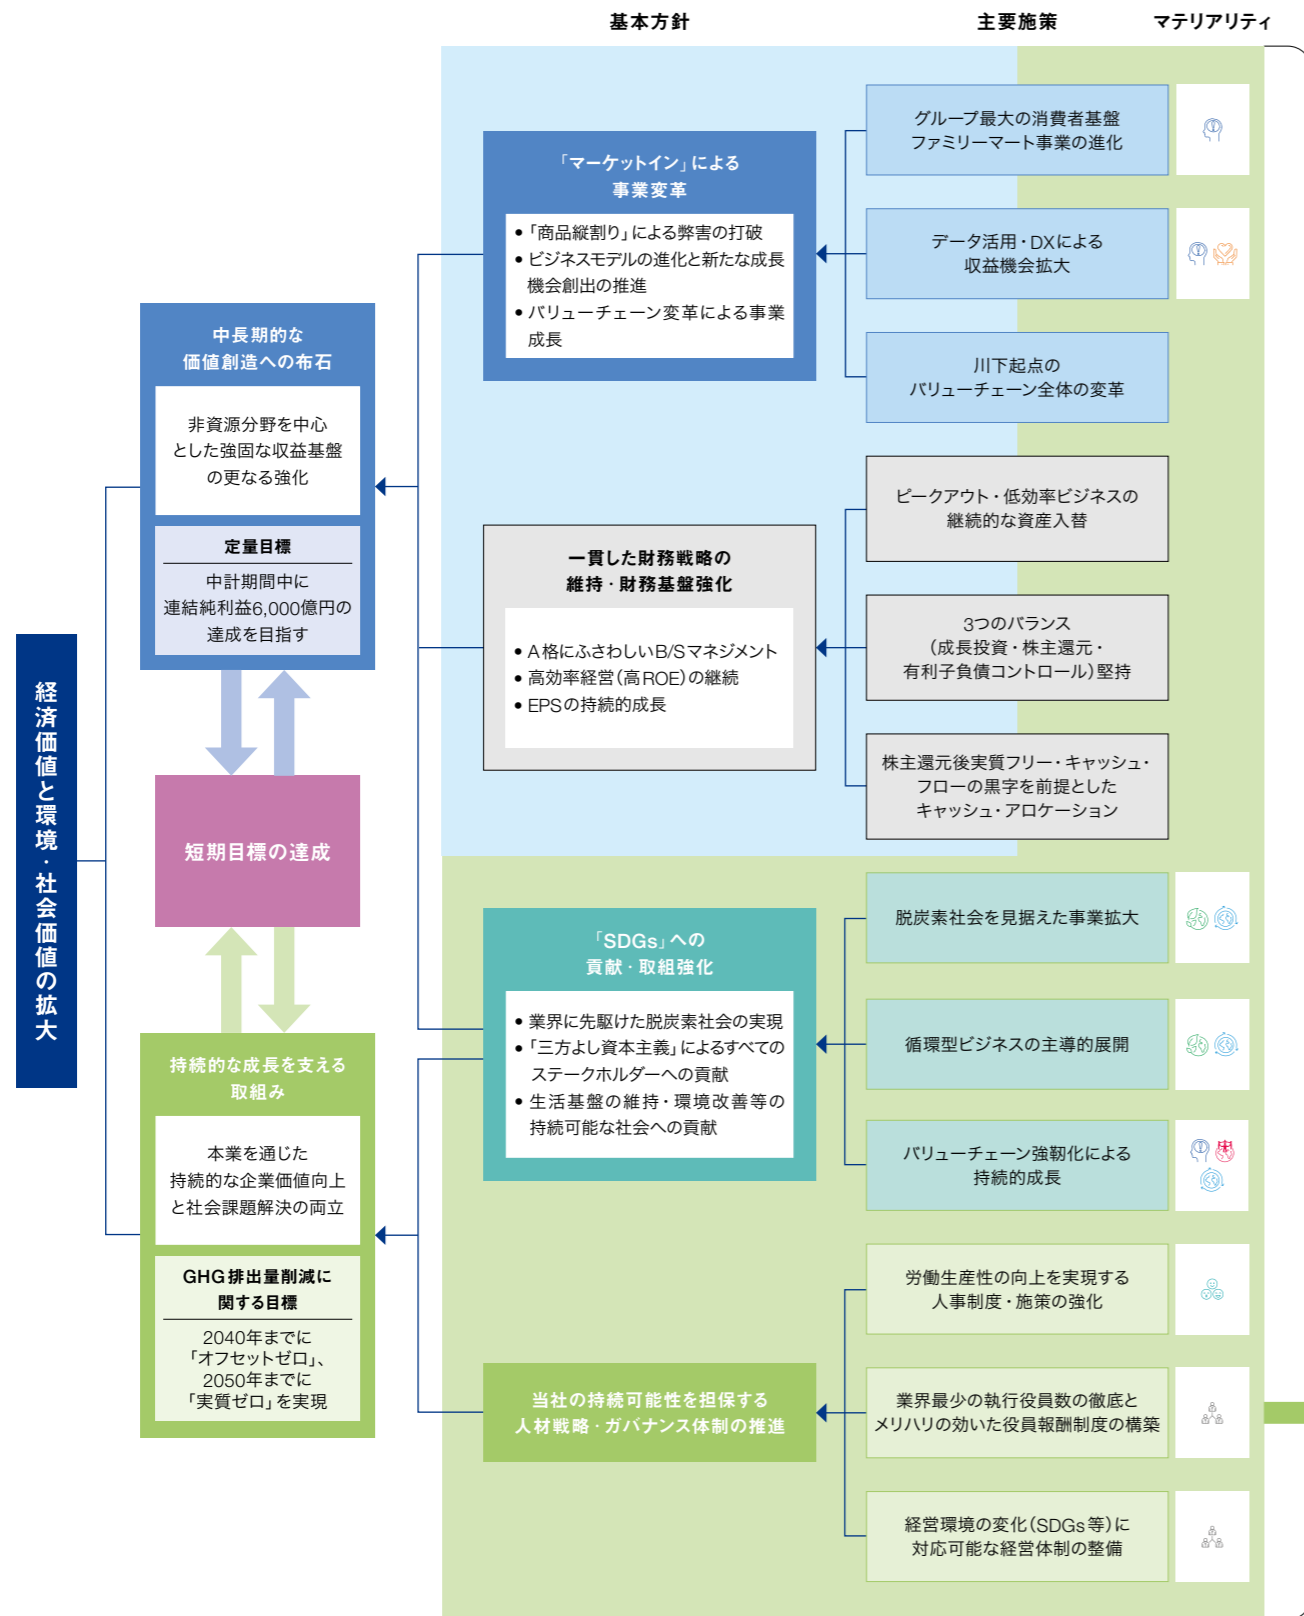 基本方針
主要施策
マテリアリティ
経済価値と環境・社会価値の拡大
中長期的な
価値創造への布石
非資源分野を中心
とした強固な収益基盤
の更なる強化
定量目標
中計期間中に
連結純利益6,000億円の
達成を目指す
短期目標の達成
持続的な成長を支える
取組み
本業を通じた
持続的な企業価値向上
と社会課題解決の両立
GHG排出量削減に
関する目標
2040年までに
「オフセットゼロ」、
2050年までに
「実質ゼロ」を実現
「マーケットイン」による
事業変革
• 「商品縦割り」による弊害の打破
• ビジネスモデルの進化と新たな成長
機会創出の推進
• バリューチェーン変革による事業
成長
グループ最大の消費者基盤
ファミリーマート事業の進化
データ活用・DXによる
収益機会拡大
川下起点の
バリューチェーン全体の変革
一貫した財務戦略の
維持・財務基盤強化
• A格にふさわしいB/Sマネジメント
• 高効率経営(高ROE)の継続
• EPSの持続的成長
ピークアウト・低効率ビジネスの
継続的な資産入替
3つのバランス
(成長投資・株主還元・
有利子負債コントロール)堅持
株主還元後実質フリー・キャッシュ・
フローの黒字を前提とした
キャッシュ・アロケーション
「SDGs」への
貢献・取組強化
• 業界に先駆けた脱炭素社会の実現
• 「三方よし資本主義」によるすべての
ステークホルダーへの貢献
• 生活基盤の維持・環境改善等の
持続可能な社会への貢献
脱炭素社会を見据えた事業拡大
循環型ビジネスの主導的展開
バリューチェーン強靭化による
持続的成長
当社の持続可能性を担保する
人材戦略・ガバナンス体制の推進
労働生産性の向上を実現する
人事制度・施策の強化
業界最少の執行役員数の徹底と
メリハリの効いた役員報酬制度の構築
経営環境の変化(SDGs等)に
対応可能な経営体制の整備